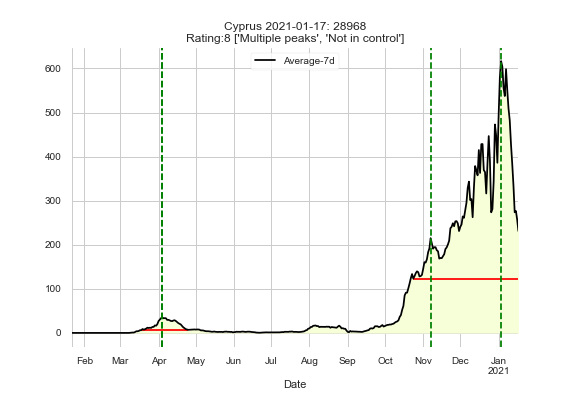 Cyprus 2021-01-17: 28968
Rating:8 ['Multiple peaks', 'Not in control']
Average-7d
600
500
400
300
200
100
0
Feb Mar Apr May Jun Jul Aug Sep Oct Nov Dec Jan
2021
Date